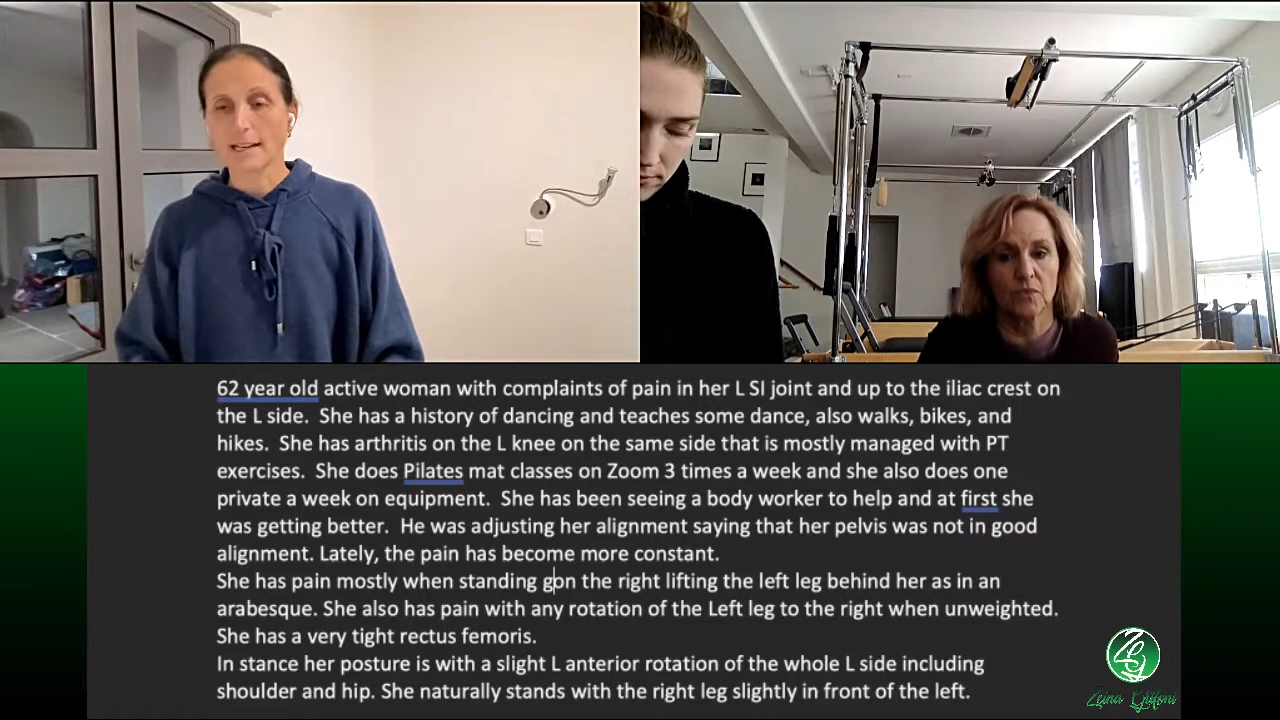 62 year old active woman with complaints of pain in her L SI joint and up to the iliac crest on
the L side.  She has a history of dancing and teaches some dance, also walks, bikes, and
hikes.  She has arthritis on the L knee on the same side that is mostly managed with PT
exercises.  She does Pilates mat classes on Zoom 3 times a week and she also does one
private a week on equipment.  She has been seeing a body worker to help and at first she
was getting better.  He was adjusting her alignment saying that her pelvis was not in good
alignment. Lately, the pain has become more constant.
She has pain mostly when standing gon the right lifting the left leg behind her as in an
arabesque. She also has pain with any rotation of the Left leg to the right when unweighted.
She has a very tight rectus femoris.
In stance her posture is with a slight L anterior rotation of the whole L side including
shoulder and hip. She naturally stands with the right leg slightly in front of the left.